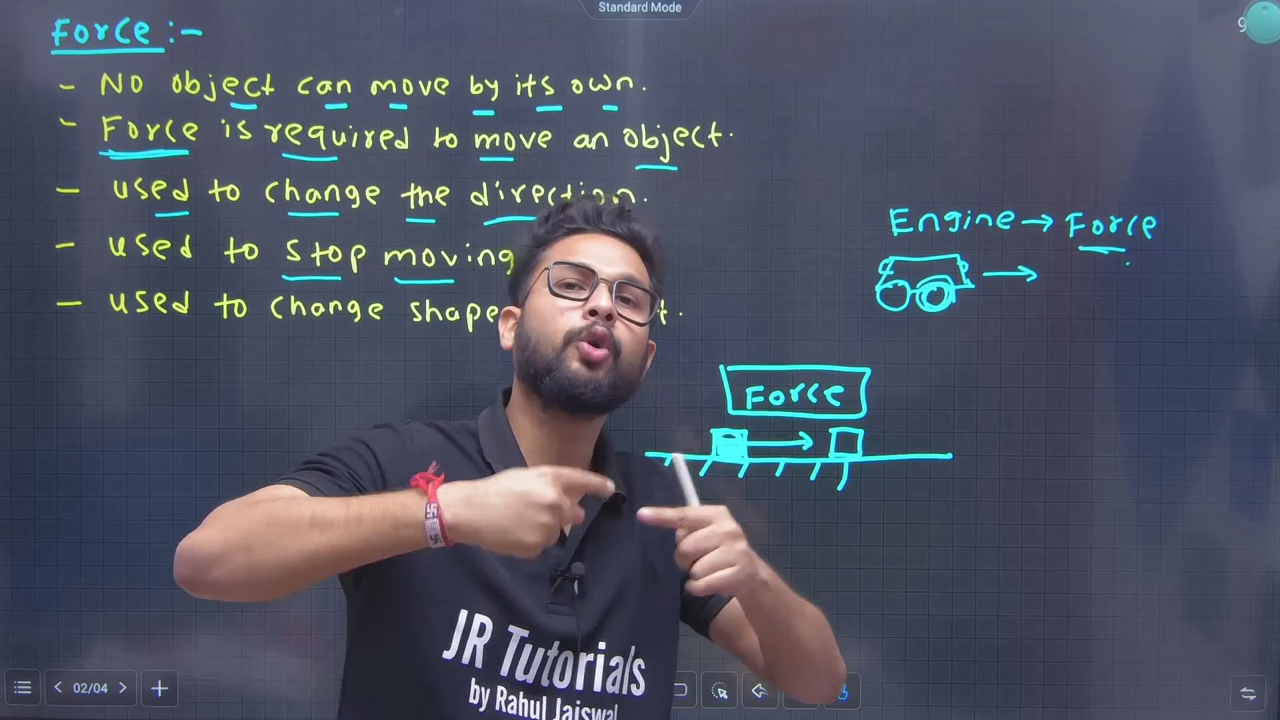 Standard Mode
9
Force :-
- No object can move by its own.
- Force is required to move an object.
- used to change the direction.
- used to stop moving
- used to change shape t.
Engine → Force
Force
JR Tutorials
by Rahul Jaiswal
02/04